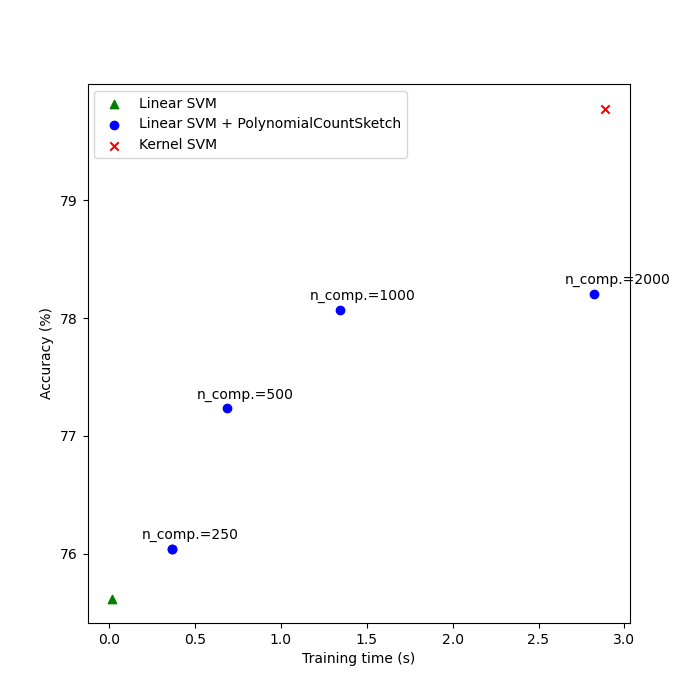 Linear SVM
Linear SVM + PolynomialCountSketch
Kernel SVM
79
n_comp.=2000
n_comp.=1000
78
n_comp.=500
77
n_comp.=250
76
Accuracy (%)
0.0 0.5 1.0 1.5 2.0 2.5 3.0
Training time (s)